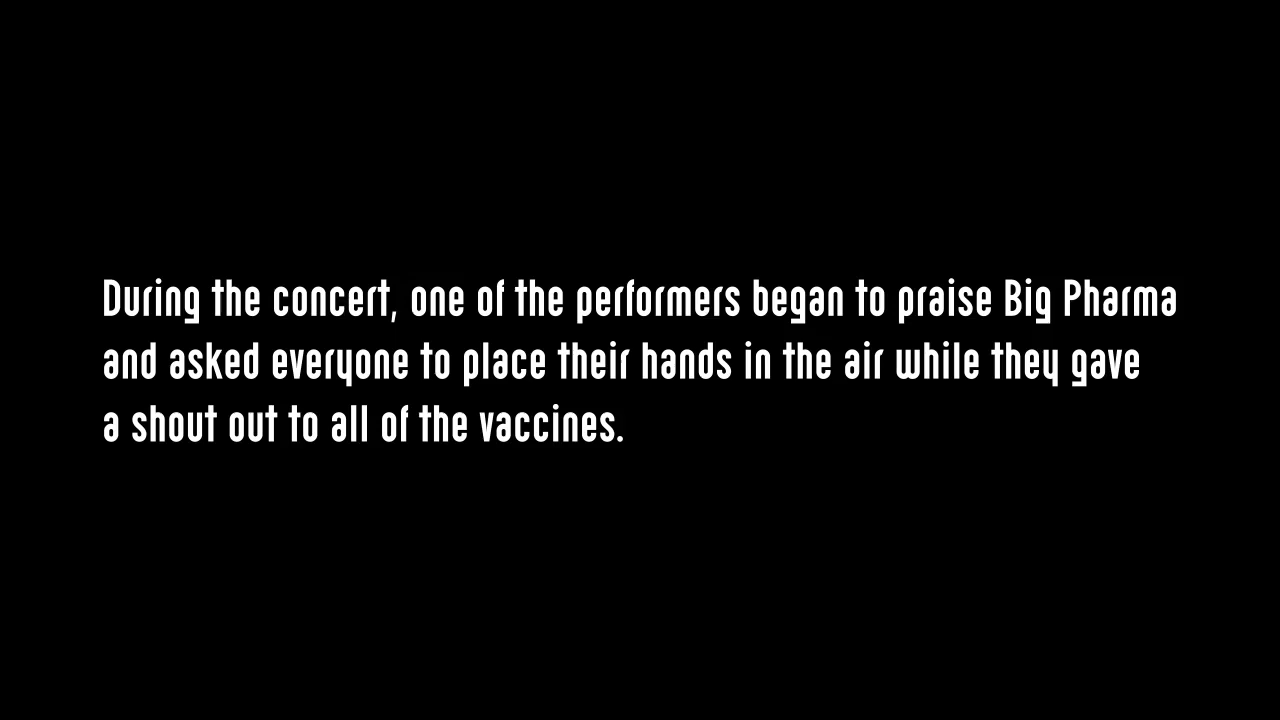 During the concert, one of the performers began to praise Big Pharma
and asked everyone to place their hands in the air while they gave
a shout out to all of the vaccines.